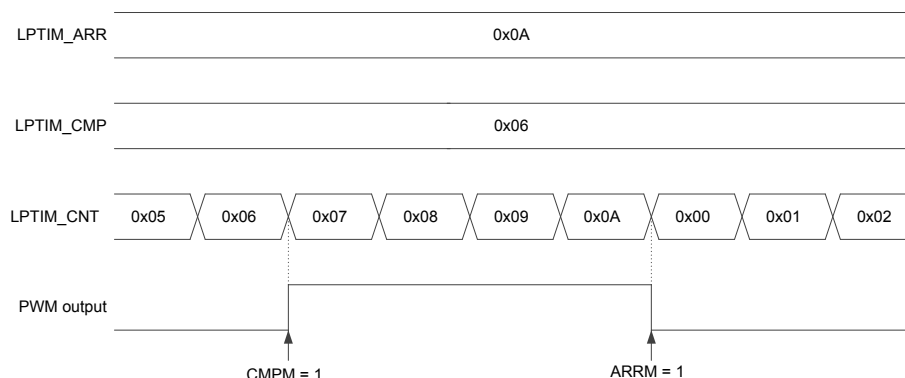 LPTIM_ARR 0x0A
LPTIM_CMP 0x06
LPTIM_CNT 0x05 0x06 0x07 0x08 0x09 0x0A 0x00 0x01 0x02
PWM output
CMPM = 1 ARRM = 1